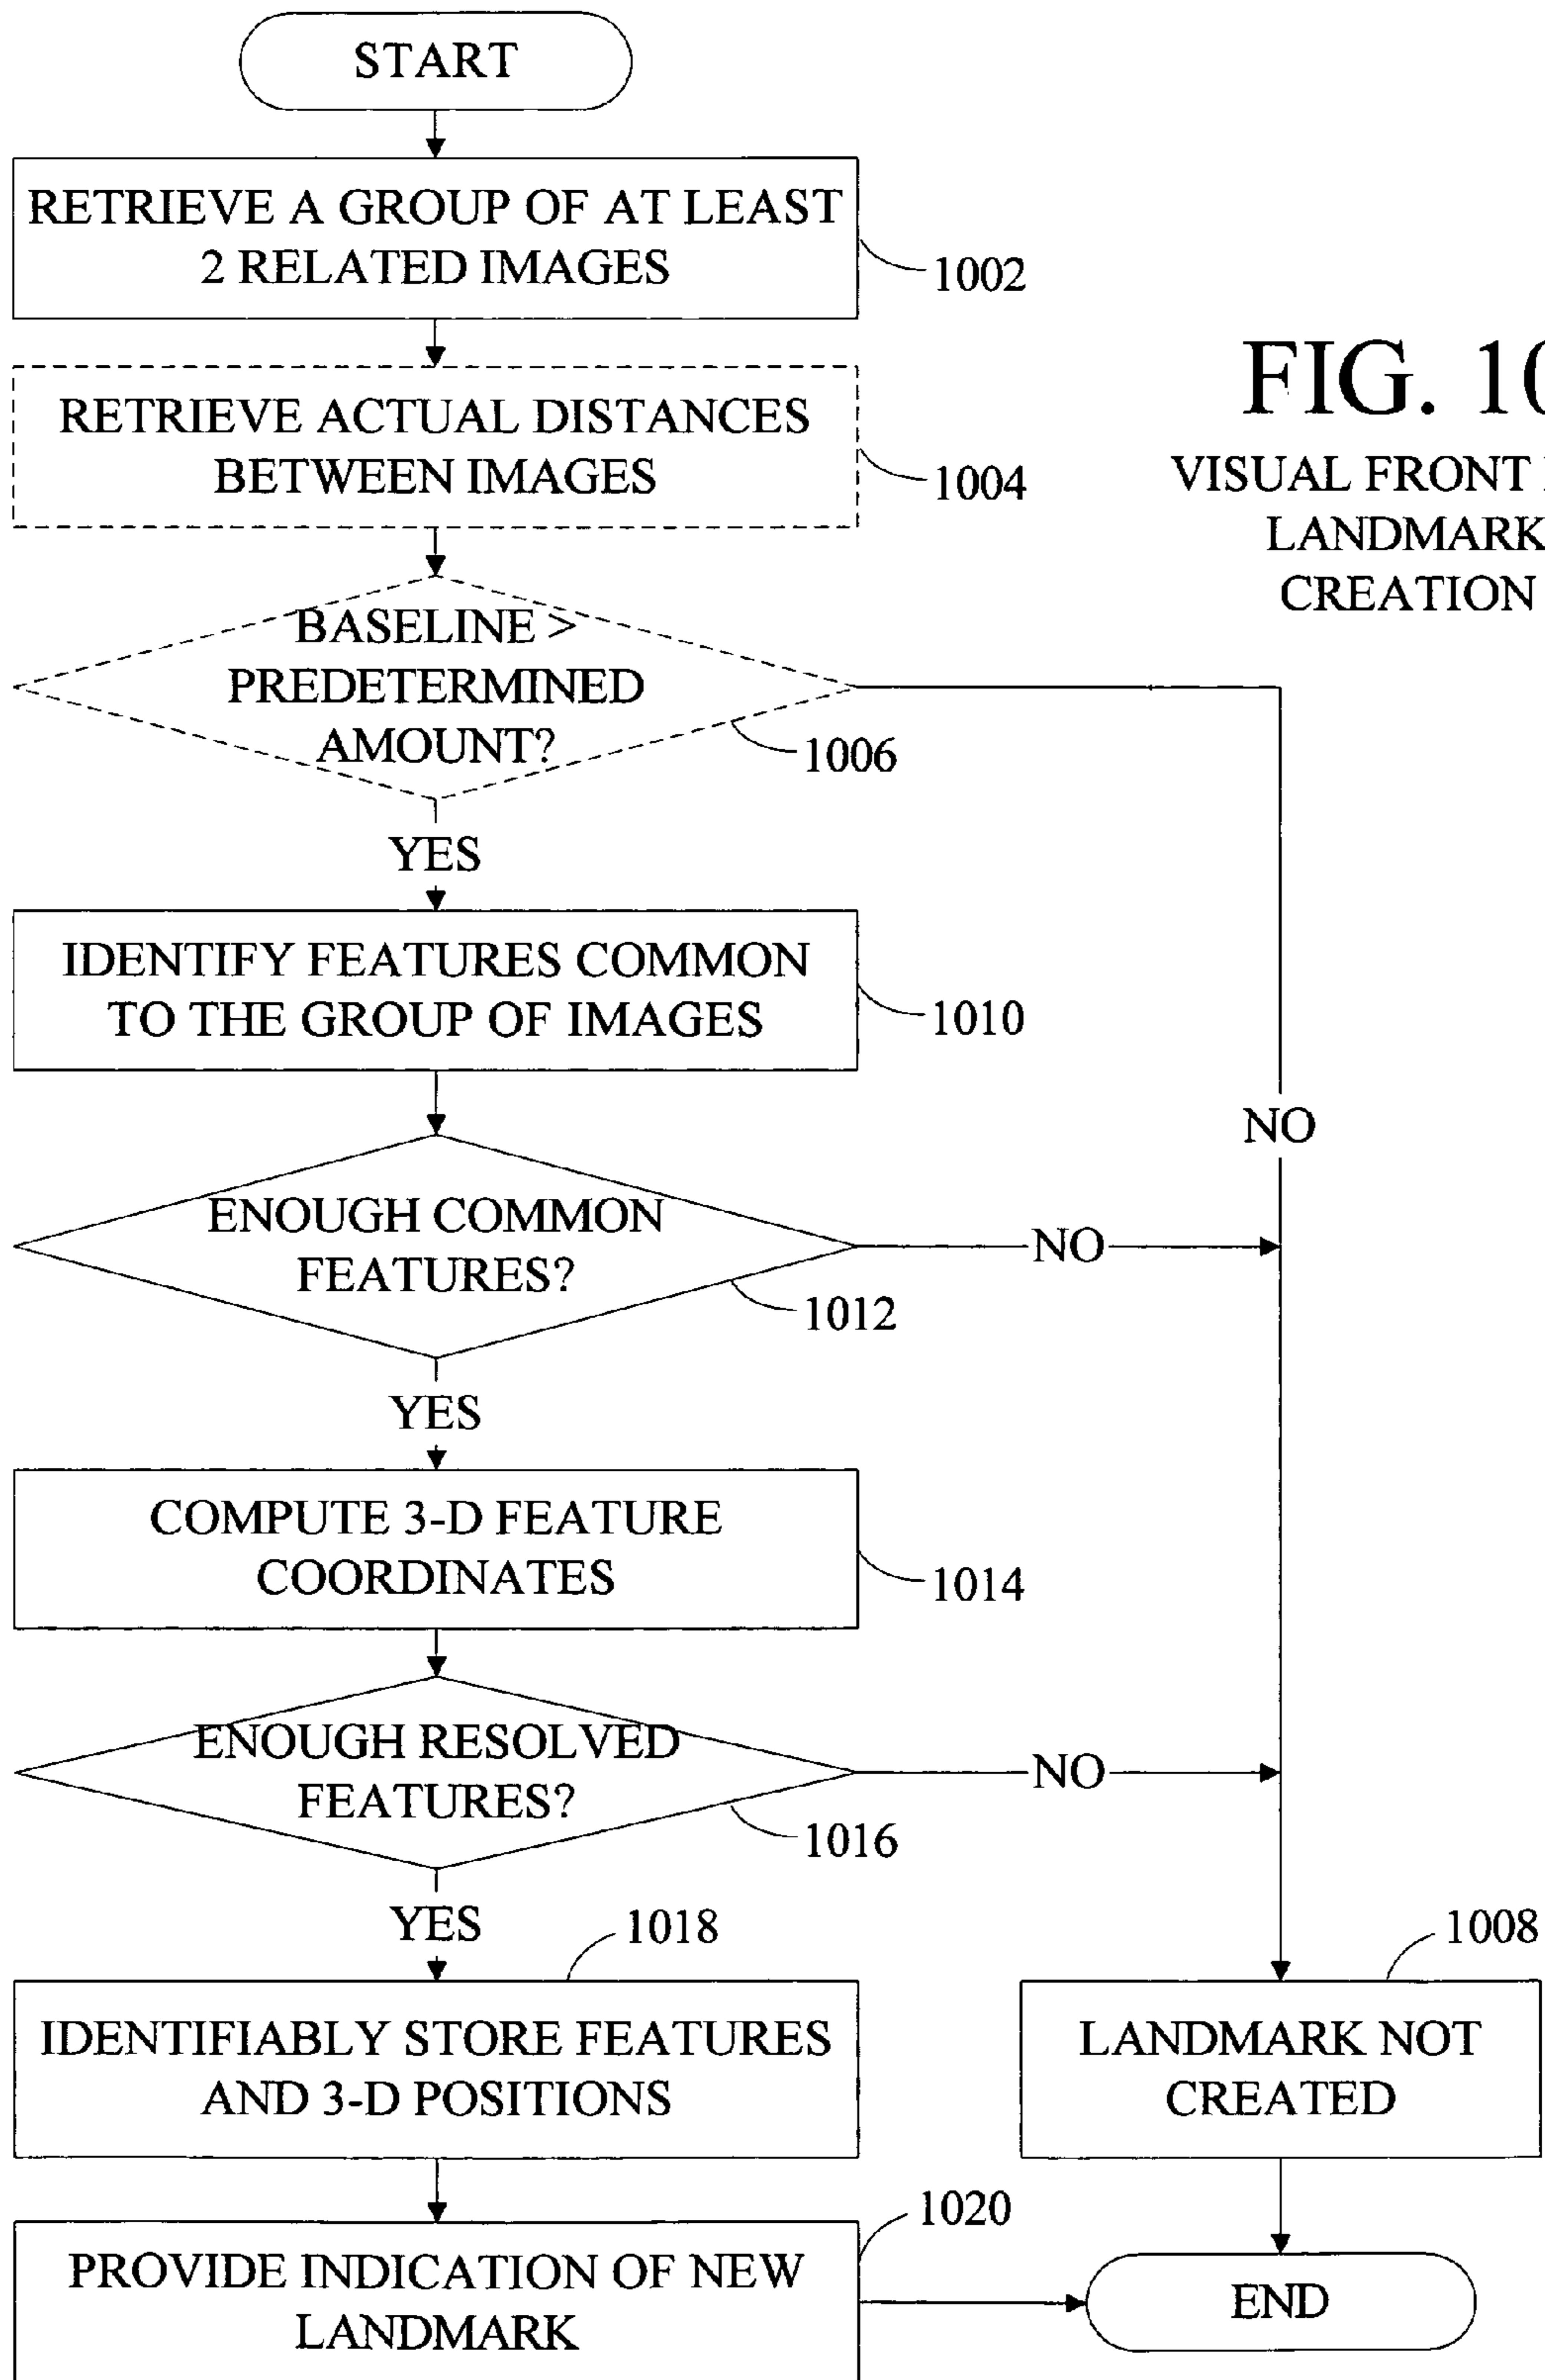 START
RETRIEVE A GROUP OF AT LEAST
2 RELATED IMAGES
1002
RETRIEVE ACTUAL DISTANCES
BETWEEN IMAGES
1004
FIG. 10
VISUAL FRONT
LANDMARK
CREATION
BASELINE >
PREDETERMINED
AMOUNT?
1006
YES
IDENTIFY FEATURES COMMON
TO THE GROUP OF IMAGES
1010
NO
ENOUGH COMMON
FEATURES?
NO
1012
YES
COMPUTE 3-D FEATURE
COORDINATES
1014
ENOUGH RESOLVED
FEATURES?
NO
1016
YES
1018
1008
IDENTIFIABLY STORE FEATURES
AND 3-D POSITIONS
LANDMARK NOT
CREATED
1020
PROVIDE INDICATION OF NEW
LANDMARK
END